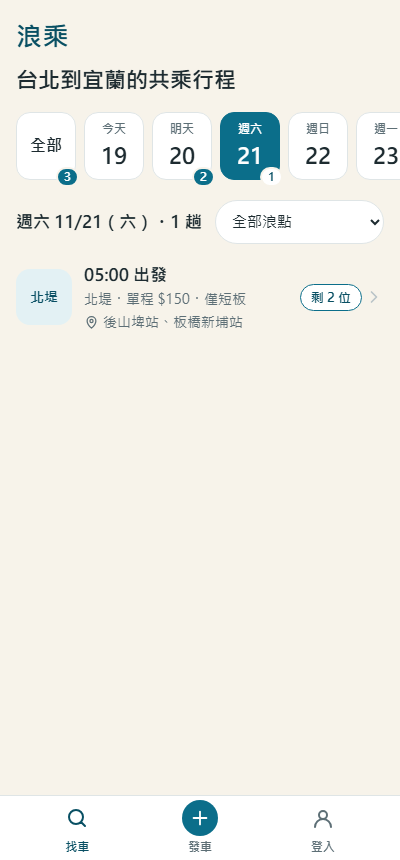 浪乘
台北到宜蘭的共乘行程
全部
3
今天
19
明天
20
2
週六
21
1
週日
22
週一
23
週六 11/21（六）· 1 趟
全部浪點
北堤
05:00 出發
北堤 · 單程 $150 · 僅短板
後山埤站、板橋新埔站
剩 2 位
找車
發車
登入